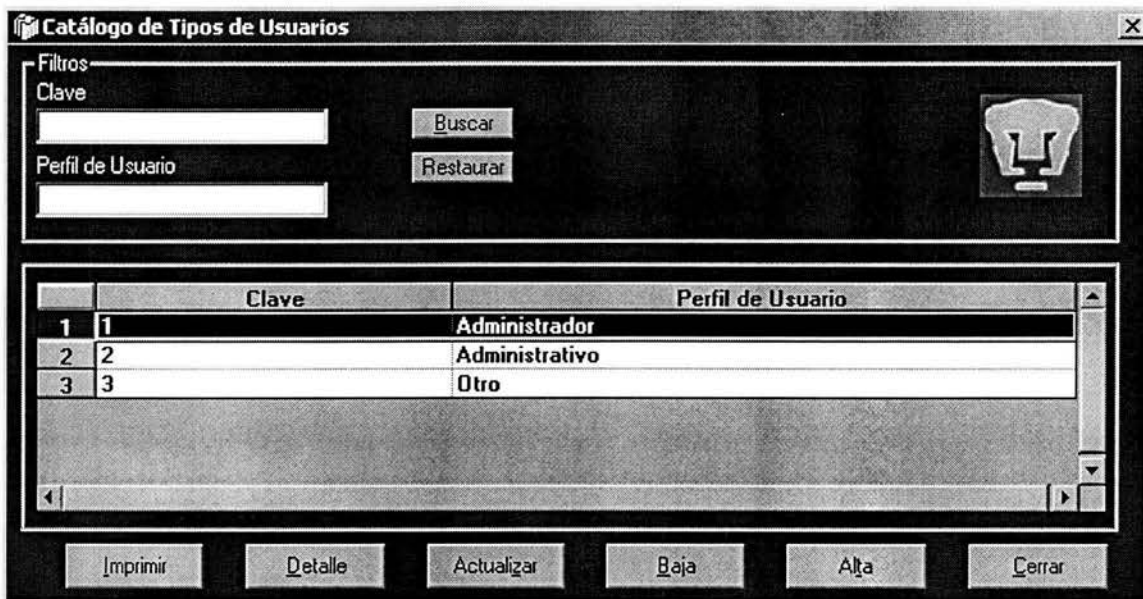 Catálogo de Tipos de Usuarios
Filtros
Clave
Buscar
Perfil de Usuario
Restaurar
Clave Perfil de Usuario
1 1 Administrador
2 2 Administrativo
3 3 Otro
Imprimir Detalle Actualizar Baja Alta Cerrar